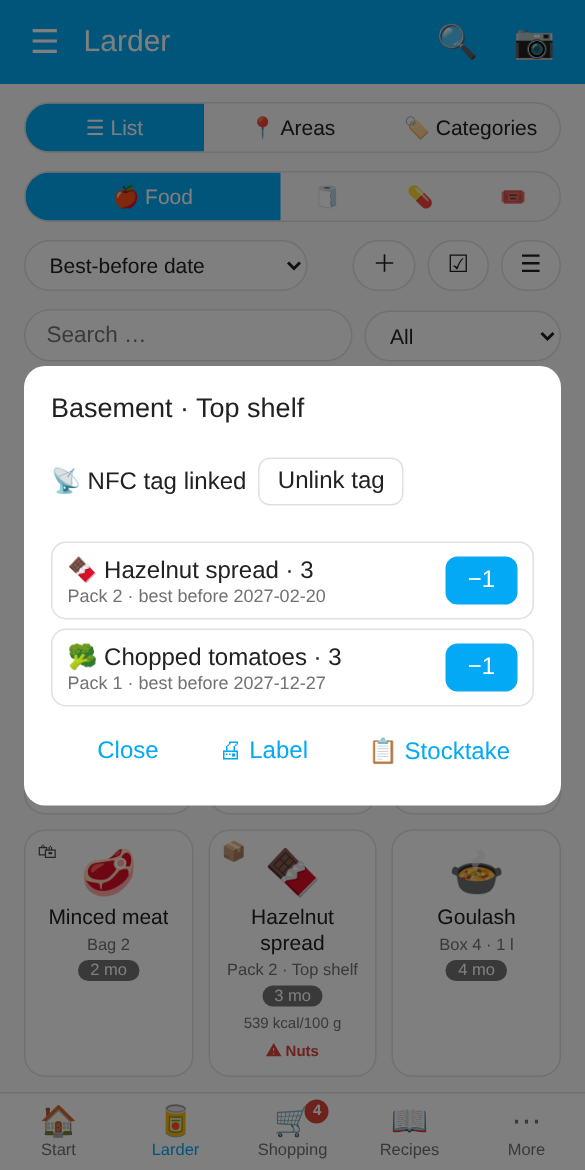 ☰ Larder 🔍 📷
☰ List 📍 Areas 🏷️ Categories
🍎 Food 🧻 💊 🎟️
Best-before date + ☑ ☰
Search … All
Basement · Top shelf
📡 NFC tag linked Unlink tag
🍫 Hazelnut spread · 3 −1
Pack 2 · best before 2027-02-20
🥦 Chopped tomatoes · 3 −1
Pack 1 · best before 2027-12-27
Close 🖨 Label 📋 Stocktake
Minced meat
Bag 2
2 mo
Hazelnut
spread
Pack 2 · Top shelf
3 mo
539 kcal/100 g
⚠ Nuts
Goulash
Box 4 · 1 l
4 mo
4
Start Larder Shopping Recipes More